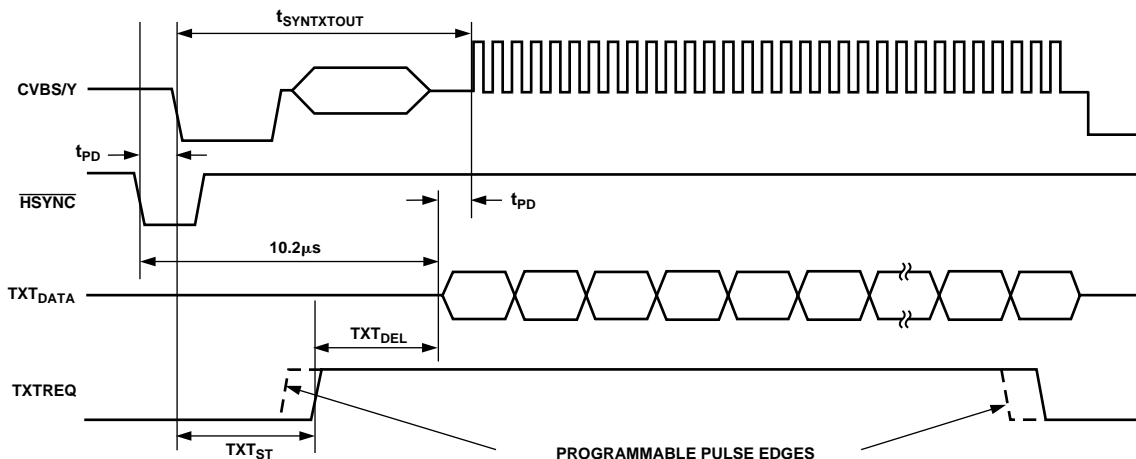 tSYNTXTOUT
CVBS/Y
tPD
HSYNC
tPD
10.2µs
TXTDATA
TXTDEL
TXTREQ
TXTST
PROGRAMMABLE PULSE EDGES